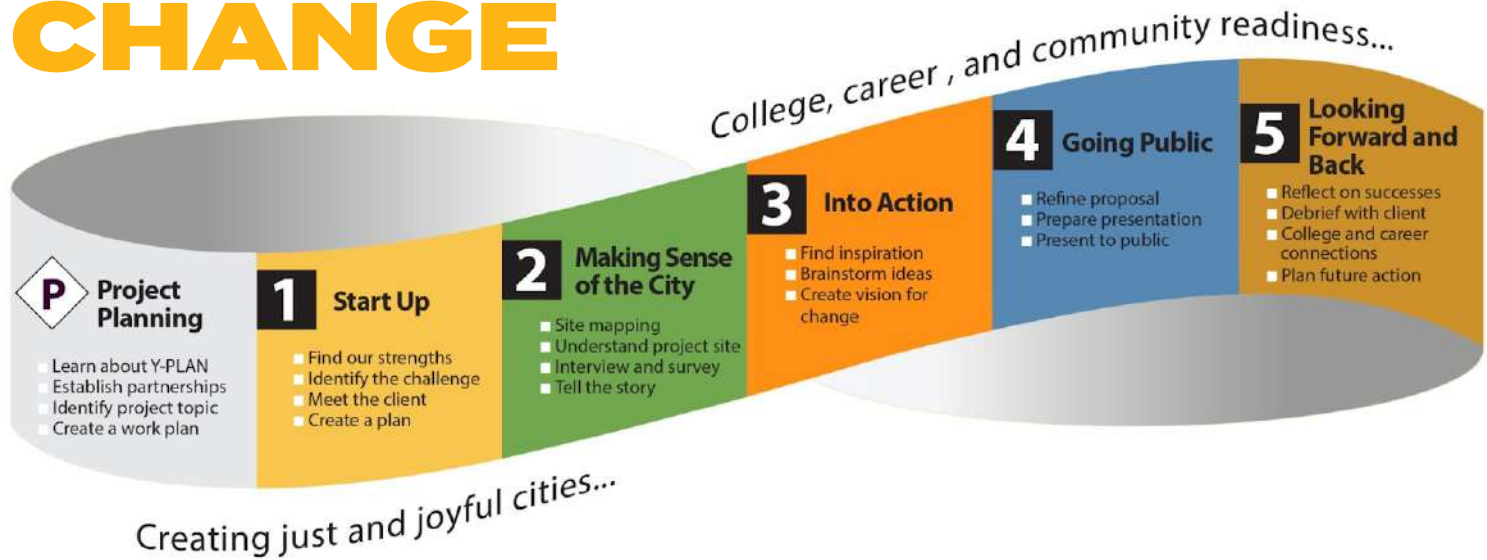 CHANGE
College, career , and community readiness...
P
Project
Planning
Learn about Y-PLAN
Establish partnerships
Identify project topic
Create a work plan
1
Start Up
Find our strengths
Identify the challenge
Meet the client
Create a plan
2
Making Sense
of the City
Site mapping
Understand project site
Interview and survey
Tell the story
3
Into Action
Find inspiration
Brainstorm ideas
Create vision for
change
4
Going Public
Refine proposal
Prepare presentation
Present to public
5
Looking
Forward and
Back
Reflect on successes
Debrief with client
College and career
connections
Plan future action
Creating just and joyful cities...